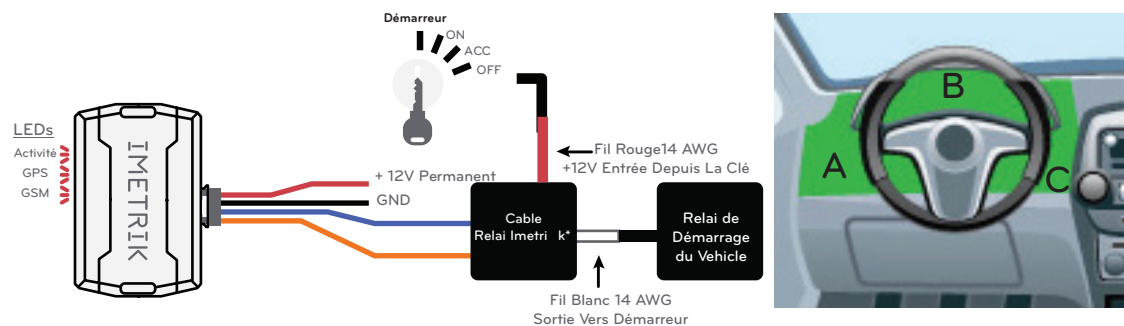 Démarreur
ON
ACC
OFF
LEDs
Activité
GPS
GSM
IMETRIK
+ 12V Permanent
GND
Fil Rouge14 AWG
+12V Entrée Depuis La Clé
Cable
Relai Imetri k*
Relai de
Démarrage
du Vehicle
Fil Blanc 14 AWG
Sortie Vers Démarreur
A
B
C